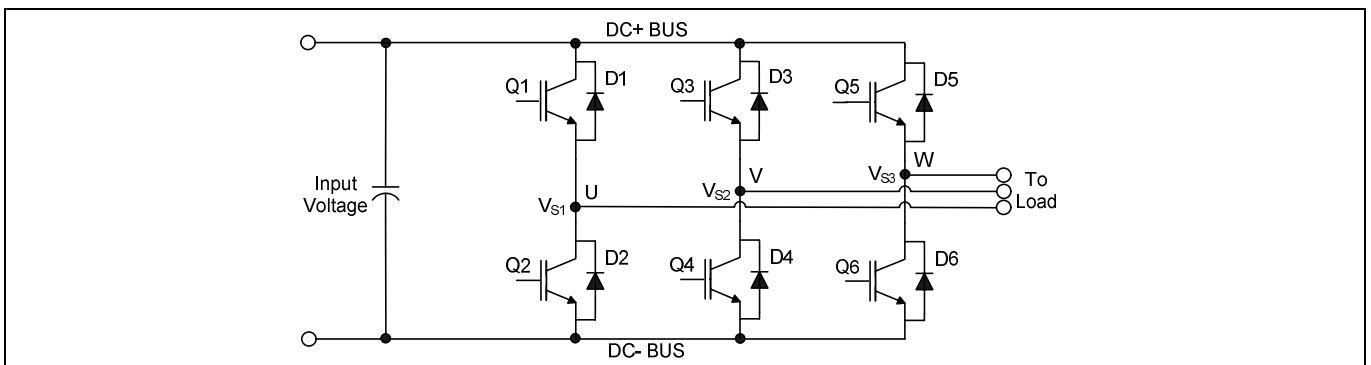 DC+ BUS
Q1
D1
Q3
D3
Q5
D5
Input
Voltage
VS1
U
VS2
V
VS3
W
To
Load
Q2
D2
Q4
D4
Q6
D6
DC- BUS